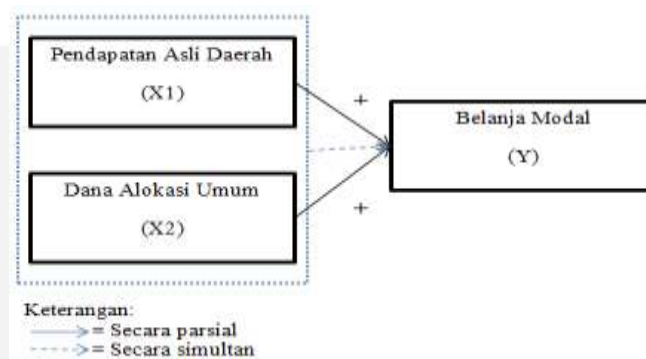 Pendapatan Asli Daerah
(X1)
+
Belanja Modal
(Y)
Dana Alokasi Umum
(X2)
+
Keterangan:
= Secara parsial
= Secara simultan